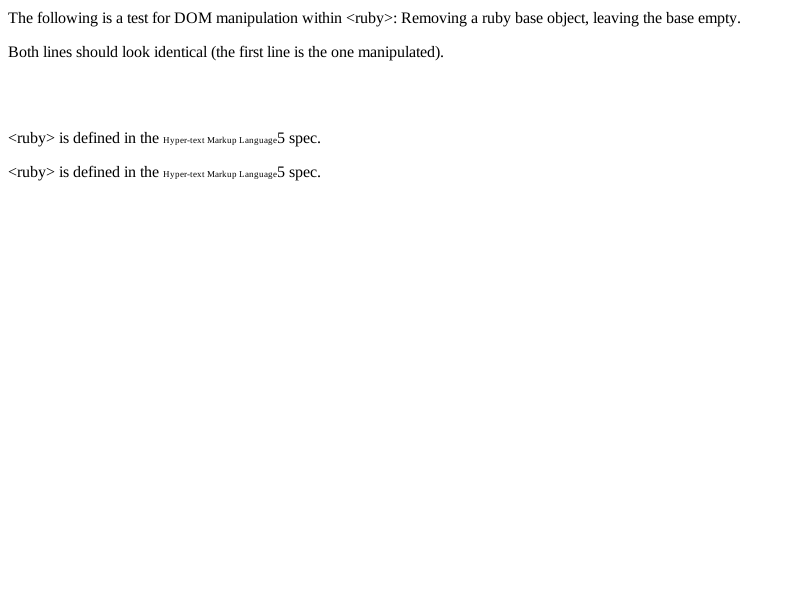 The following is a test for DOM manipulation within <ruby>: Removing a ruby base object, leaving the base empty.
Both lines should look identical (the first line is the one manipulated).
<ruby> is defined in the Hyper-text Markup Language5 spec.
<ruby> is defined in the Hyper-text Markup Language5 spec.